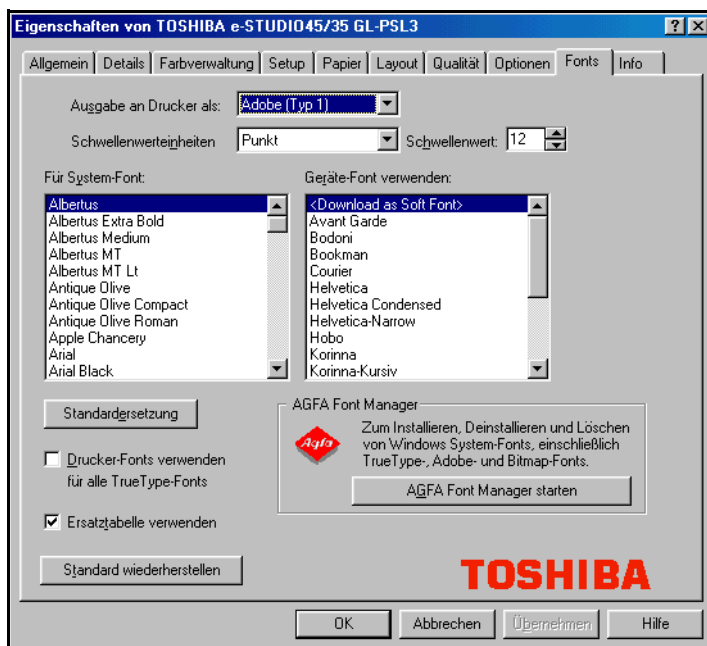 Eigenschaften von TOSHIBA e-STUDIO45/35 GL-PSL3
Allgemein Details Farbverwaltung Setup Papier Layout Qualität Optionen Fonts Info
Ausgabe an Drucker als: Adobe (Typ 1)
Schwellenwerteinheiten Punkt Schwellenwert: 12
Für System-Font:
Albertus
Albertus Extra Bold
Albertus Medium
Albertus MT
Albertus MT Lt
Antique Olive
Antique Olive Compact
Antique Olive Roman
Apple Chancery
Arial
Arial Black
Geräte-Font verwenden:
<Download as Soft Font>
Avant Garde
Bodoni
Bookman
Courier
Helvetica
Helvetica Condensed
Helvetica-Narrow
Hobo
Korinna
Korinna-Kursiv
Standardersetzung
Drucker-Fonts verwenden
für alle TrueType-Fonts
Ersatztabelle verwenden
Standard wiederherstellen
AGFA Font Manager
Agfa
Zum Installieren, Deinstallieren und Löschen
von Windows System-Fonts, einschließlich
TrueType-, Adobe- und Bitmap-Fonts.
AGFA Font Manager starten
TOSHIBA
OK Abbrechen Übernehmen Hilfe